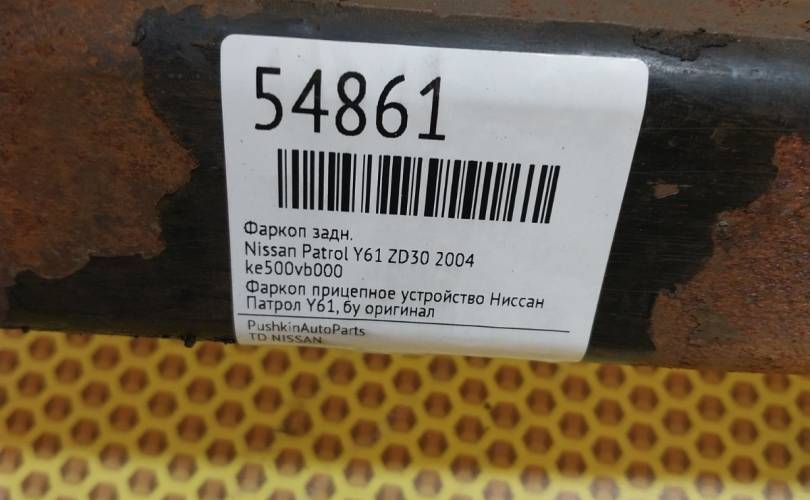 54861
Фаркоп задн.
Nissan Patrol Y61 ZD30 2004
ke500vb000
Фаркоп прицепное устройство Ниссан
Патрол Y61, бу оригинал
PushkinAutoParts
TD NISSAN